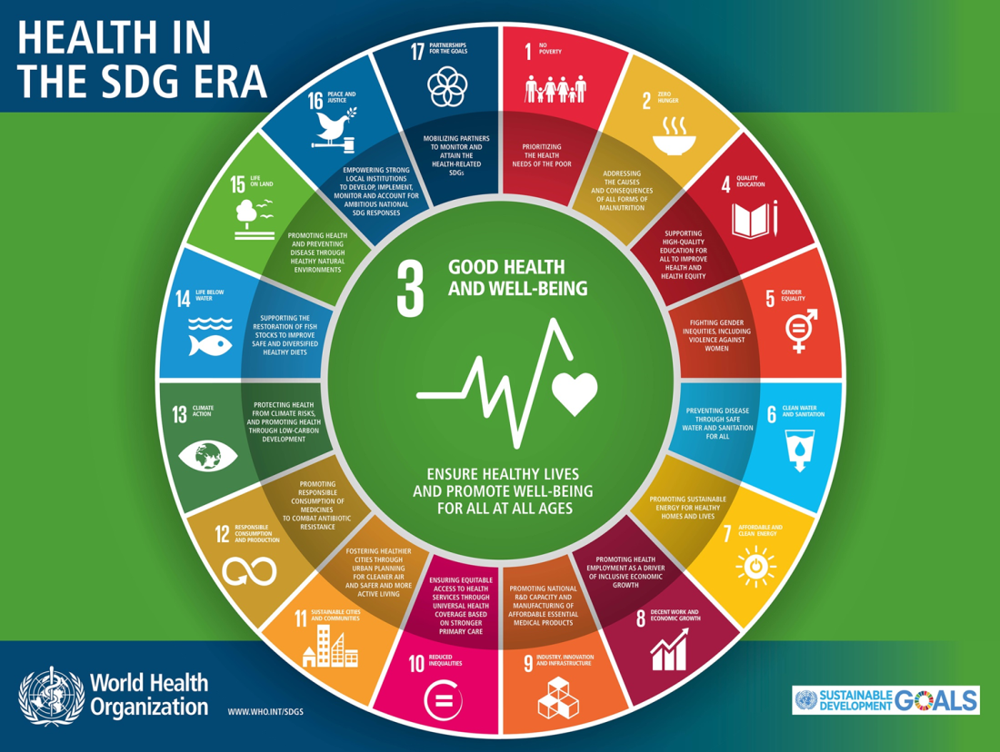 HEALTH IN
THE SDG ERA
1
NO
POVERTY
PRIORITIZING
THE HEALTH
NEEDS OF THE POOR
2
ZERO
HUNGER
ADDRESSING
THE CAUSES
AND CONSEQUENCES
OF ALL FORMS OF
MALNUTRITION
3
GOOD HEALTH
AND WELL-BEING
ENSURE HEALTHY LIVES
AND PROMOTE WELL-BEING
FOR ALL AT ALL AGES
4
QUALITY
EDUCATION
SUPPORTING
HIGH-QUALITY
EDUCATION FOR
ALL TO IMPROVE
HEALTH AND
HEALTH EQUITY
5
GENDER
EQUALITY
FIGHTING GENDER
INEQUITIES, INCLUDING
VIOLENCE AGAINST
WOMEN
6
CLEAN WATER
AND SANITATION
PREVENTING DISEASE
THROUGH SAFE
WATER AND SANITATION
FOR ALL
7
AFFORDABLE AND
CLEAN ENERGY
PROMOTING SUSTAINABLE
ENERGY FOR HEALTHY
HOMES AND LIVES
8
DECENT WORK AND
ECONOMIC GROWTH
PROMOTING HEALTH
EMPLOYMENT AS A DRIVER
OF INCLUSIVE ECONOMIC
GROWTH
9
INDUSTRY, INNOVATION
AND INFRASTRUCTURE
PROMOTING NATIONAL
R&D CAPACITY AND
MANUFACTURING OF
AFFORDABLE ESSENTIAL
MEDICAL PRODUCTS
10
REDUCED
INEQUALITIES
ENSURING EQUITABLE
ACCESS TO HEALTH
SERVICES THROUGH
UNIVERSAL HEALTH
COVERAGE BASED
ON STRONGER
PRIMARY CARE
11
SUSTAINABLE CITIES
AND COMMUNITIES
FOSTERING HEALTHIER
CITIES THROUGH
URBAN PLANNING
FOR CLEANER AIR
AND SAFER AND MORE
ACTIVE LIVING
12
RESPONSIBLE
CONSUMPTION
AND PRODUCTION
PROMOTING
RESPONSIBLE
CONSUMPTION OF
MEDICINES
TO COMBAT ANTIBIOTIC
RESISTANCE
13
CLIMATE
ACTION
PROTECTING HEALTH
FROM CLIMATE RISKS,
AND PROMOTING HEALTH
THROUGH LOW-CARBON
DEVELOPMENT
14
LIFE BELOW
WATER
SUPPORTING THE
RESTORATION OF FISH
STOCKS TO IMPROVE
SAFE AND DIVERSIFIED
HEALTHY DIETS
15
LIFE
ON LAND
PROMOTING HEALTH
AND PREVENTING
DISEASE THROUGH
HEALTHY NATURAL
ENVIRONMENTS
16
PEACE AND
JUSTICE
EMPOWERING STRONG
LOCAL INSTITUTIONS
TO DEVELOP, IMPLEMENT,
MONITOR AND ACCOUNT FOR
AMBITIOUS NATIONAL
SDG RESPONSES
17
PARTNERSHIPS
FOR THE GOALS
MOBILIZING PARTNERS
TO MONITOR AND
ATTAIN THE
HEALTH-RELATED
SDGs
World Health
Organization
WWW.WHO.INT/SDGS
SUSTAINABLE
DEVELOPMENT
GOALS